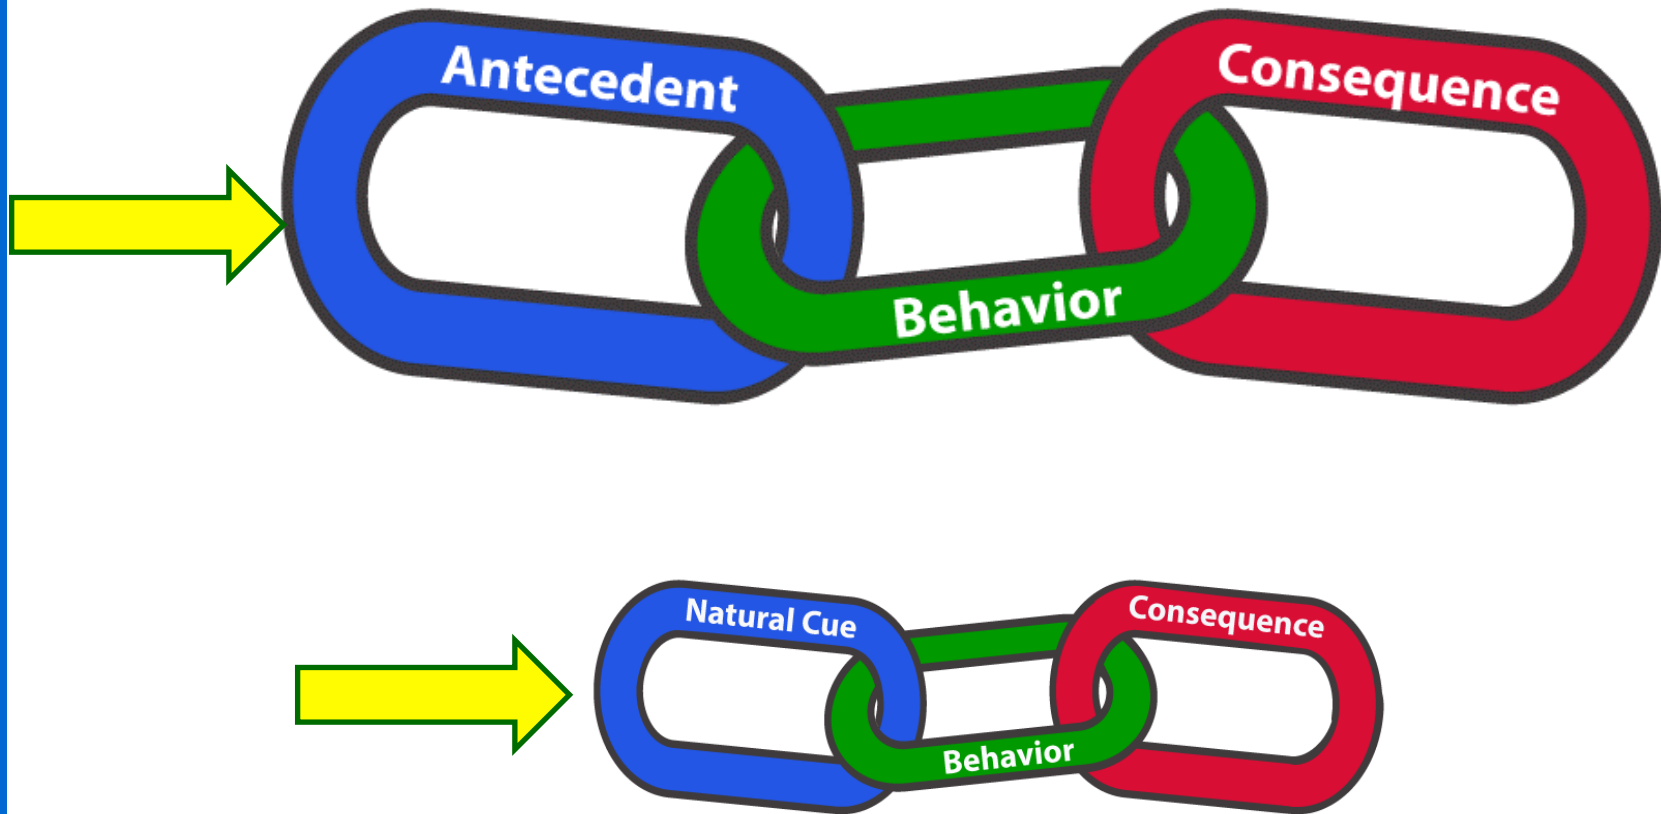 Antecedent
Consequence
Behavior
Natural Cue
Consequence
Behavior